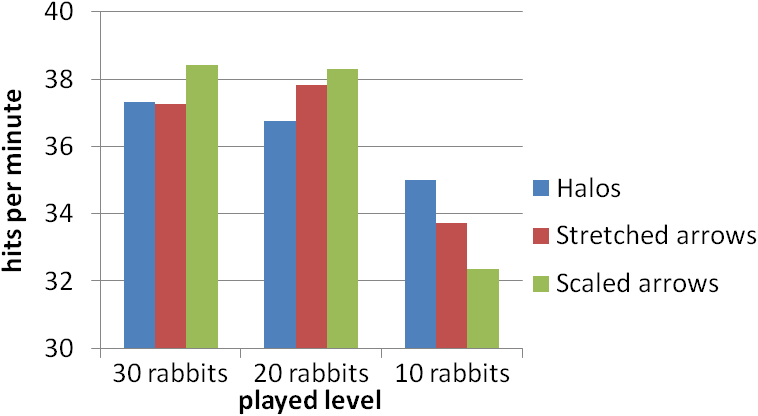 40
38
36
34
32
30
hits per minute
30 rabbits
20 rabbits
10 rabbits
played level
Halos
Stretched arrows
Scaled arrows